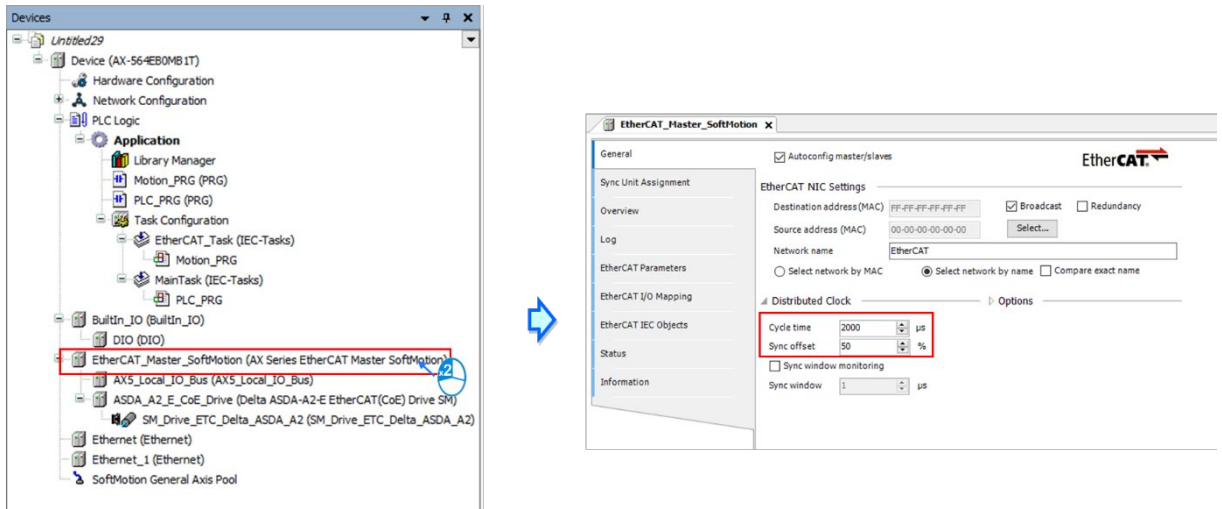 Devices
Untitled29
Device (AX-564EB0MB1T)
Hardware Configuration
Network Configuration
PLC Logic
Application
Library Manager
Motion_PRG (PRG)
PLC_PRG (PRG)
Task Configuration
EtherCAT_Task (IEC-Tasks)
Motion_PRG
MainTask (IEC-Tasks)
PLC_PRG
BuiltIn_IO (BuiltIn_IO)
DIO (DIO)
EtherCAT_Master_SoftMotion (AX Series EtherCAT Master SoftMotion)
x2
AX5_Local_IO_Bus (AX5_Local_IO_Bus)
ASDA_A2_E_CoE_Drive (Delta ASDA-A2-E EtherCAT(CoE) Drive SM)
SM_Drive_ETC_Delta_ASDA_A2 (SM_Drive_ETC_Delta_ASDA_A2)
Ethernet (Ethernet)
Ethernet_1 (Ethernet)
SoftMotion General Axis Pool
EtherCAT_Master_SoftMotion
General
Sync Unit Assignment
Overview
Log
EtherCAT Parameters
EtherCAT I/O Mapping
EtherCAT IEC Objects
Status
Information
Autoconfig master/slaves
EtherCAT.
EtherCAT NIC Settings
Destination address (MAC) FF-FF-FF-FF-FF-FF Broadcast Redundancy
Source address (MAC) 00-00-00-00-00-00 Select...
Network name EtherCAT
Select network by MAC Select network by name Compare exact name
Distributed Clock Options
Cycle time 2000 µs
Sync offset 50 %
Sync window monitoring
Sync window 1 µs